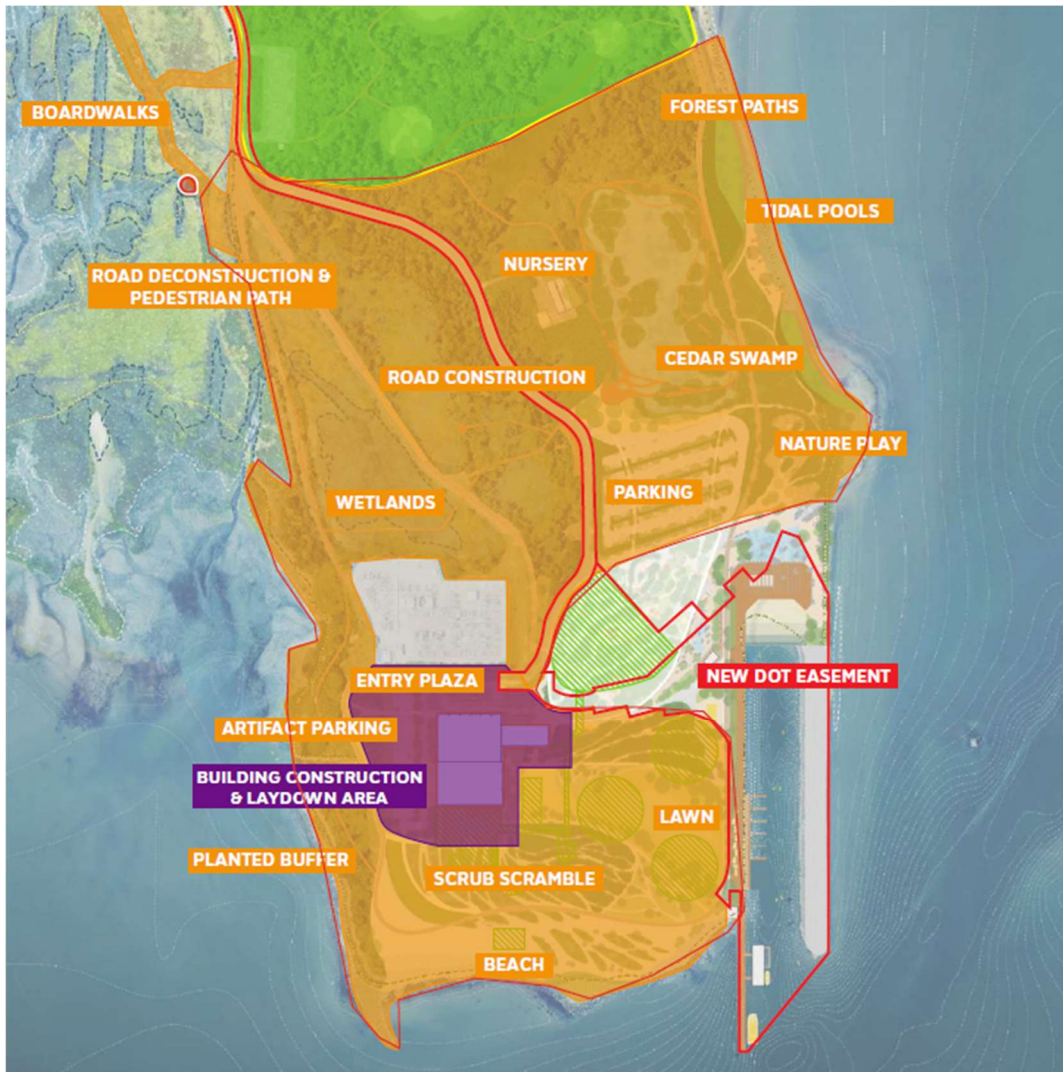 FOREST PATHS
BOARDWALKS
TIDAL POOLS
NURSERY
ROAD DECONSTRUCTION &
PEDESTRIAN PATH
CEDAR SWAMP
ROAD CONSTRUCTION
NATURE PLAY
PARKING
WETLANDS
NEW DOT EASEMENT
ENTRY PLAZA
ARTIFACT PARKING
BUILDING CONSTRUCTION
& LAYDOWN AREA
LAWN
PLANTED BUFFER
SCRUB SCRAMBLE
BEACH